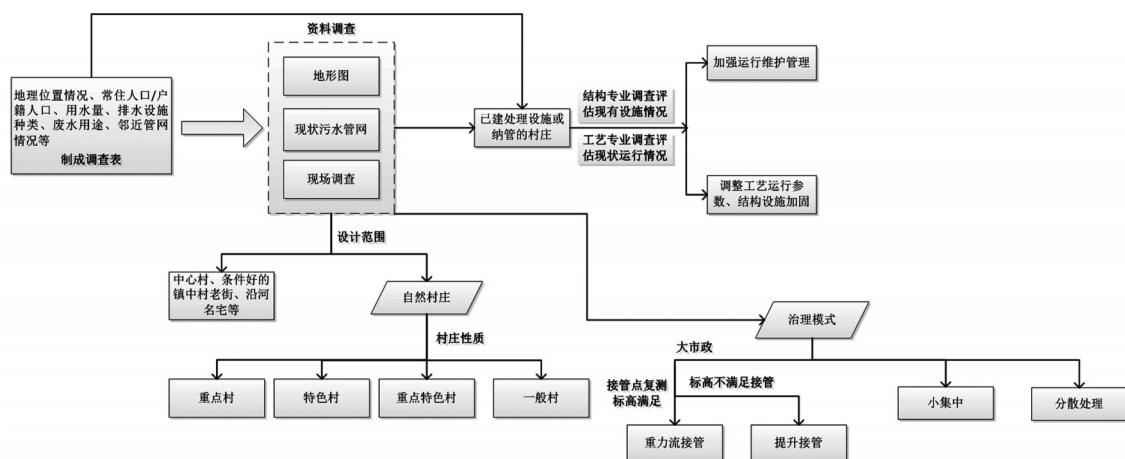 资料调查
地理位置情况、常住人口/户
籍人口、用水量、排水设施
种类、废水用途、邻近管网
情况等
制成调查表
地形图
现状污水管网
现场调查
已建处理设施或
纳管的村庄
结构专业调查评
估现有设施情况
工艺专业调查评
估现状运行情况
加强运行维护管理
调整工艺运行参
数、结构设施加固
设计范围
中心村、条件好的
镇中村老街、沿河
名宅等
自然村庄
村庄性质
重点村
特色村
重点特色村
一般村
治理模式
大市政
接管点复测
标高满足
标高不满足接管
小集中
分散处理
重力流接管
提升接管